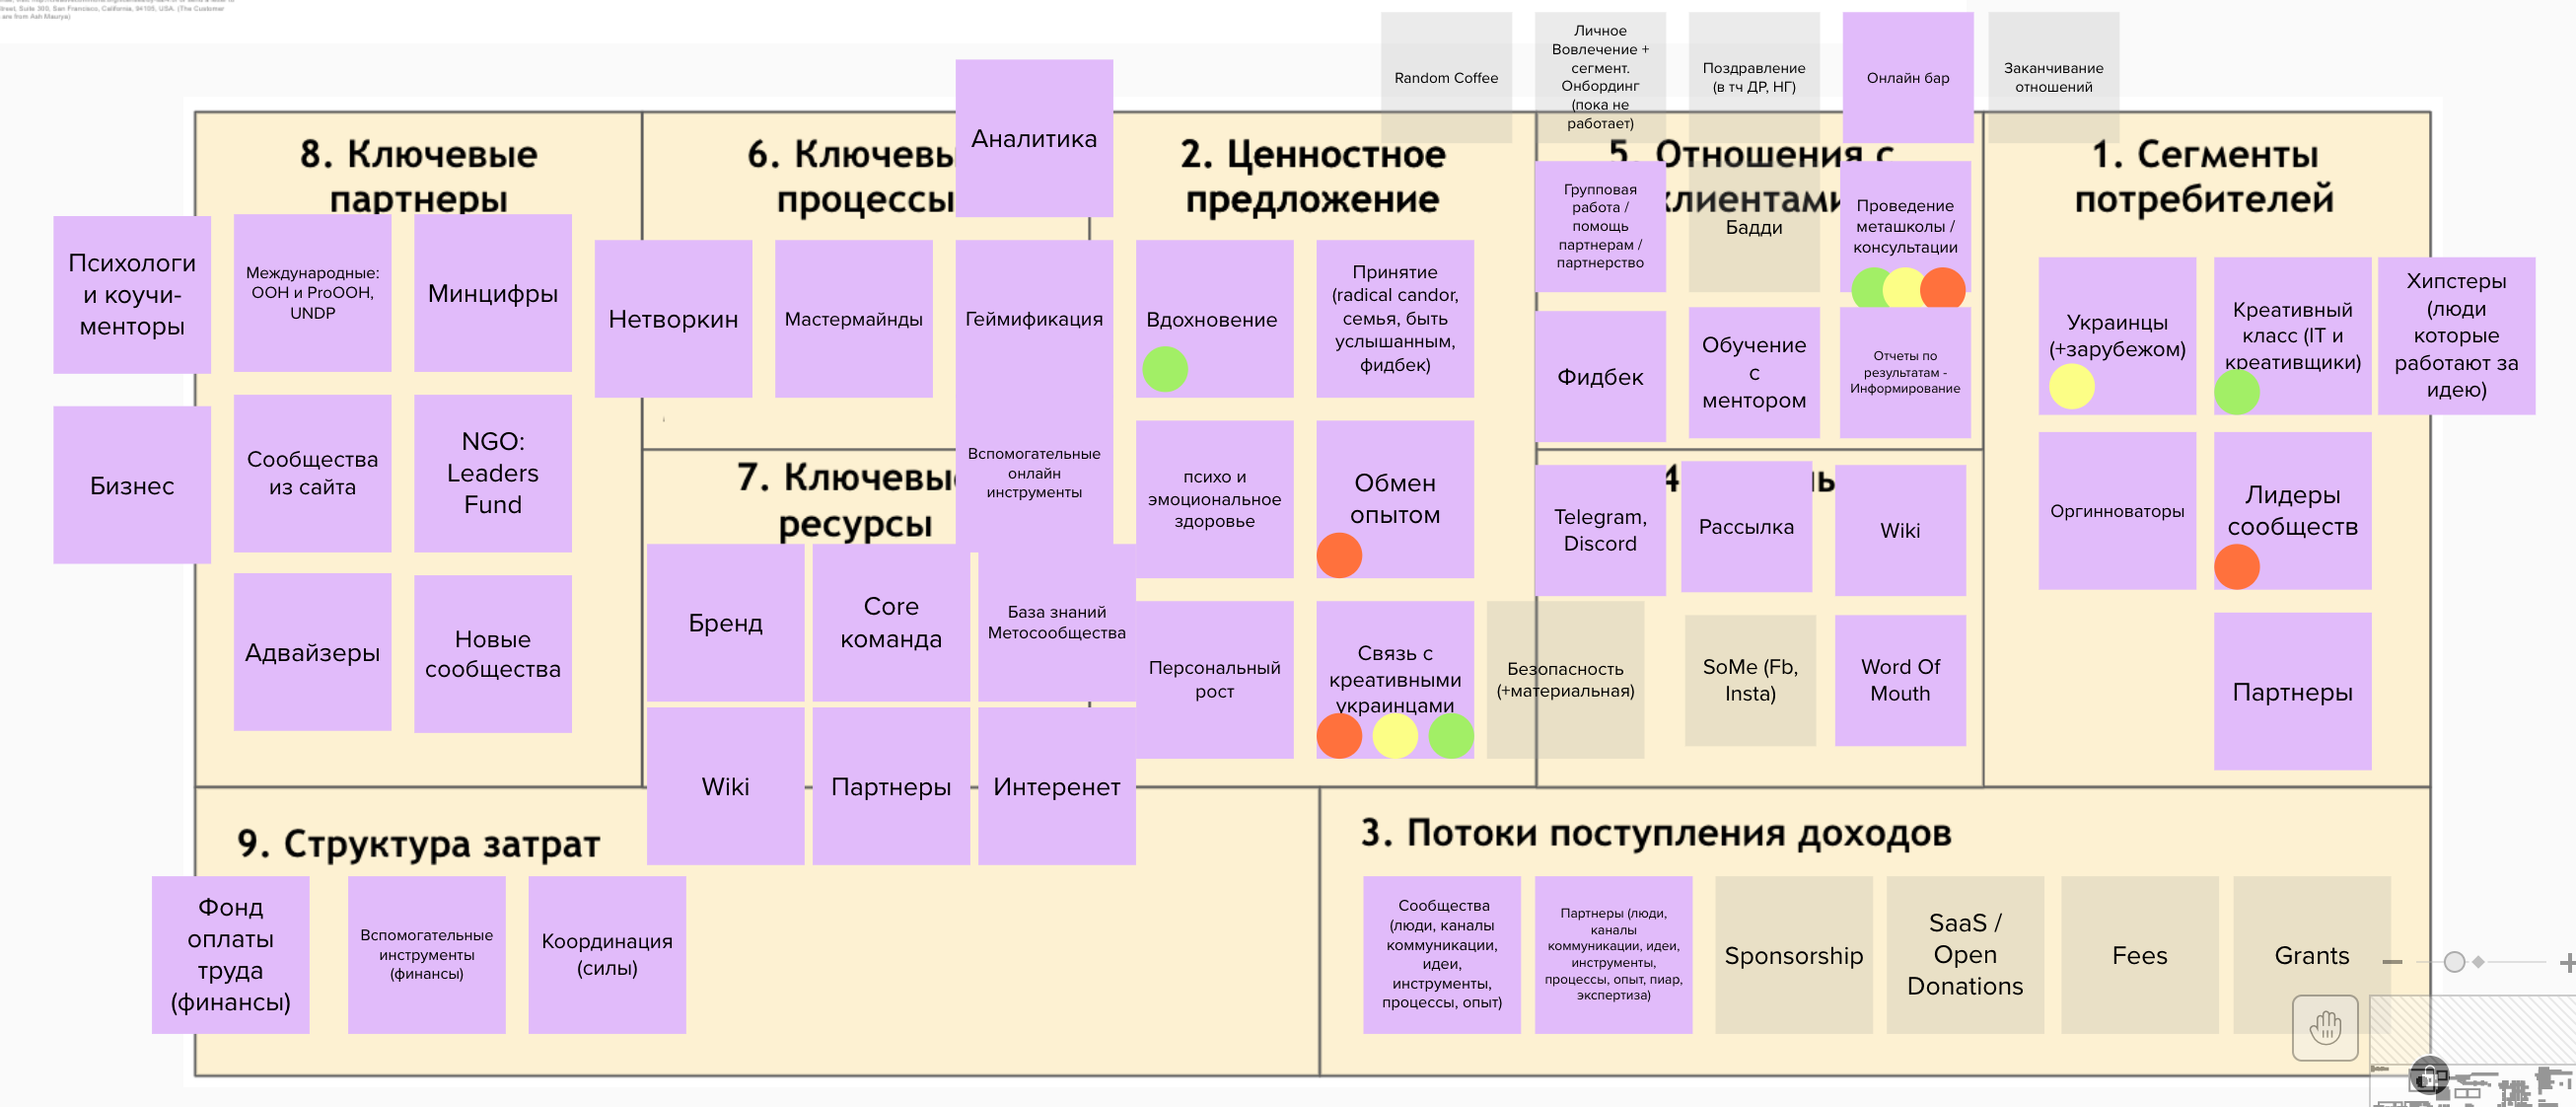 treet, Suite 300, San Francisco, California, 94105, USA. (The Customer
are from Ash Maurya)
Random Coffee
Личное
Вовлечение +
сегмент.
Онбординг
(пока не
работает)
Поздравление
(в тч ДР, НГ)
Онлайн бар
Заканчивание
отношений
8. Ключевые
партнеры
Психологи
и коучи-
менторы
Международные:
ООН и ProООН,
UNDP
Минцифры
Бизнес
Сообщества
из сайта
NGO:
Leaders
Fund
Адвайзеры
Новые
сообщества
6. Ключевы
процессы
Аналитика
Нетворкин
Мастермайнды
Геймификация
Вспомогательные
онлайн
инструменты
7. Ключевые
ресурсы
Бренд
Core
команда
База знаний
Метосообщества
Wiki
Партнеры
Интеренет
2. Ценностное
предложение
Вдохновение
Принятие
(radical candor,
семья, быть
услышанным,
фидбек)
психо и
эмоциональное
здоровье
Обмен
опытом
Персональный
рост
Связь с
креативными
украинцами
Безопасность
(+материальная)
5. Отношения с
клиентами
Групповая
работа /
помощь
партнерам /
партнерство
Бадди
Проведение
меташколы /
консультации
Фидбек
Обучение
с
ментором
Отчеты по
результатам -
Информирование
4
ы
Telegram,
Discord
Рассылка
Wiki
SoMe (Fb,
Insta)
Word Of
Mouth
1. Сегменты
потребителей
Украинцы
(+зарубежом)
Креативный
класс (IT и
креативщики)
Хипстеры
(люди
которые
работают за
идею)
Оргинноваторы
Лидеры
сообществ
Партнеры
9. Структура затрат
Фонд
оплаты
труда
(финансы)
Вспомогательные
инструменты
(финансы)
Координация
(силы)
3. Потоки поступления доходов
Сообщества
(люди, каналы
коммуникации,
идеи,
инструменты,
процессы, опыт)
Партнеры (люди,
каналы
коммуникации, идеи,
инструменты,
процессы, опыт, пиар,
экспертиза)
Sponsorship
SaaS /
Open
Donations
Fees
Grants